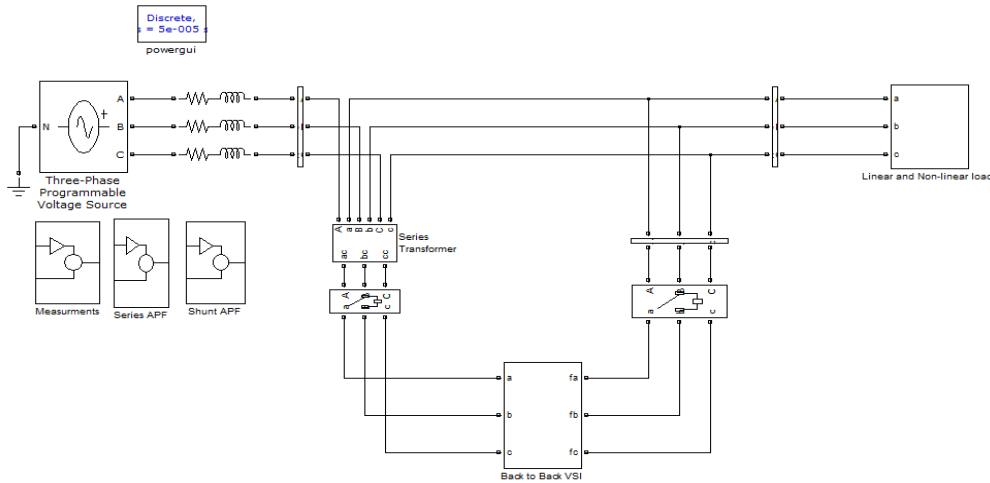 Discrete,
= 5e-005 s
powergui
A
B
C
N
Three-Phase
Programmable
Voltage Source
a
b
c
Linear and Non-linear load
A a B b C c
ac bc cc
Series
Transformer
A B C
a c
A B C
a b c
Measurments
Series APF
Shunt APF
a fa
b fb
c fc
Back to Back VSI